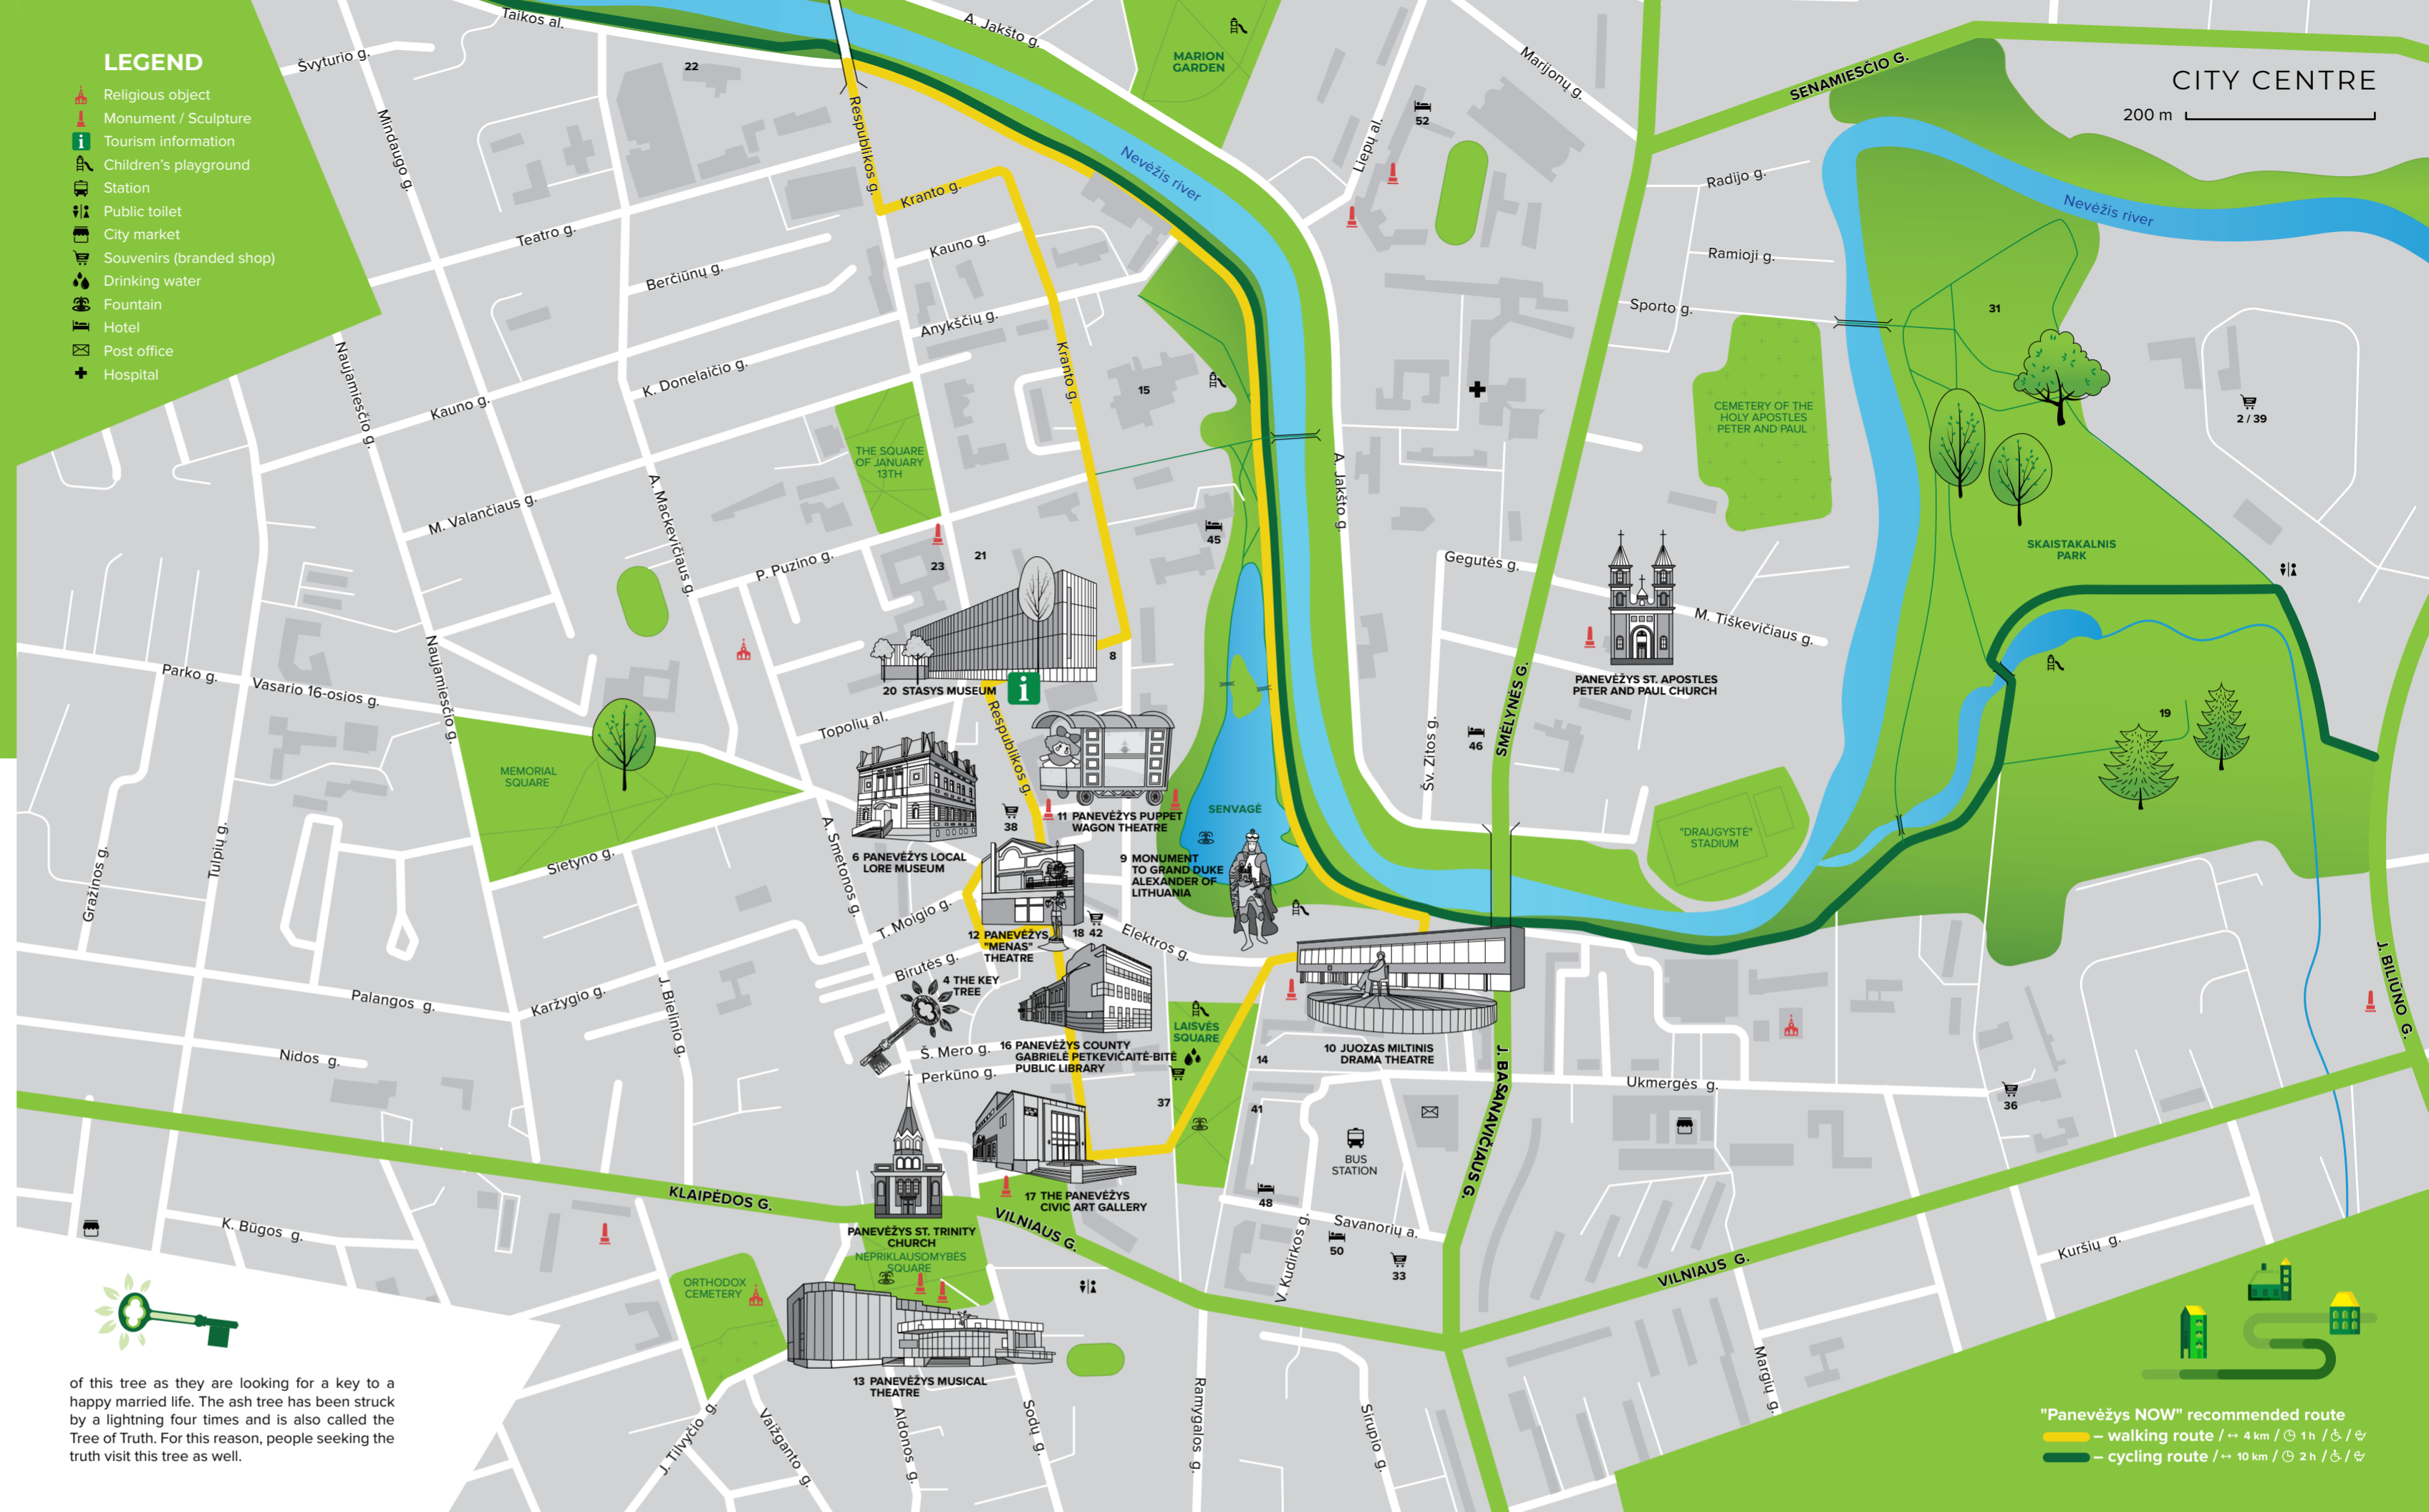 LEGEND
Religious object
Monument / Sculpture
i
Tourism information
Children's playground
Station
Public toilet
City market
Souvenirs (branded shop)
Drinking water
Fountain
Hotel
Post office
Hospital
CITY CENTRE
200 m
Taikos al.
Švyturio g.
22
Mindaugo g.
Respublikos g.
A. Jakšto g.
MARION
GARDEN
Marijonų g.
SENAMIESČIO G.
52
Liepų al.
Nevėžis river
Nevėžis river
Radijo g.
Ramioji g.
Sporto g.
31
Kranto g.
Teatro g.
Kauno g.
Berčiūnų g.
Anykščių g.
Kranto g.
K. Donelaičio g.
Kauno g.
Naujamiesčio g.
15
CEMETERY OF THE
HOLY APOSTLES
PETER AND PAUL
2 / 39
THE SQUARE
OF JANUARY
13TH
A. Jakšto g.
M. Valančiaus g.
A. Mackevičiaus g.
P. Puzino g.
21
23
45
Gegutės g.
SKAISTAKALNIS
PARK
M. Tiškevičiaus g.
Naujamiesčio g.
8
Parko g.
Vasario 16-osios g.
20 STASYS MUSEUM
i
PANEVĖŽYS ST. APOSTLES
PETER AND PAUL CHURCH
SMĖLYNĖS G.
Šv. Zitos g.
46
19
Topolių al.
Respublikos g.
MEMORIAL
SQUARE
SENVAGĖ
38
11 PANEVĖŽYS PUPPET
WAGON THEATRE
"DRAUGYSTĖ"
STADIUM
Gražinos g.
Tulpių g.
Sietyno g.
A. Smetonos g.
6 PANEVĖŽYS LOCAL
LORE MUSEUM
9 MONUMENT
TO GRAND DUKE
ALEXANDER OF
LITHUANIA
T. Moigio g.
12 PANEVĖŽYS
"MENAS"
THEATRE
18 42
Elektros g.
Birutės g.
4 THE KEY
TREE
Palangos g.
Karžygio g.
J. Bielinio g.
J. BILIŪNO G.
LAISVĖS
SQUARE
Š. Mero g.
Perkūno g.
16 PANEVĖŽYS COUNTY
GABRIELĖ PETKEVIČAITĖ-BITĖ
PUBLIC LIBRARY
14
10 JUOZAS MILTINIS
DRAMA THEATRE
J. BASANAVIČIAUS G.
Ukmergės g.
36
Nidos g.
37
41
BUS
STATION
KLAIPĖDOS G.
17 THE PANEVĖŽYS
CIVIC ART GALLERY
48
Savanorių a.
50
33
K. Būgos g.
PANEVĖŽYS ST. TRINITY
CHURCH
NEPRIKLAUSOMYBĖS
SQUARE
VILNIAUS G.
V. Kudirkos g.
VILNIAUS G.
Kuršių g.
ORTHODOX
CEMETERY
13 PANEVĖŽYS MUSICAL
THEATRE
J. Tilvyčio g.
Vaižganto g.
Aldonos g.
Sodų g.
Ramygalos g.
Sirupio g.
Margių g.
of this tree as they are looking for a key to a
happy married life. The ash tree has been struck
by a lightning four times and is also called the
Tree of Truth. For this reason, people seeking the
truth visit this tree as well.
"Panevėžys NOW" recommended route
– walking route / ↔ 4 km / 1 h / /
– cycling route / ↔ 10 km / 2 h / /